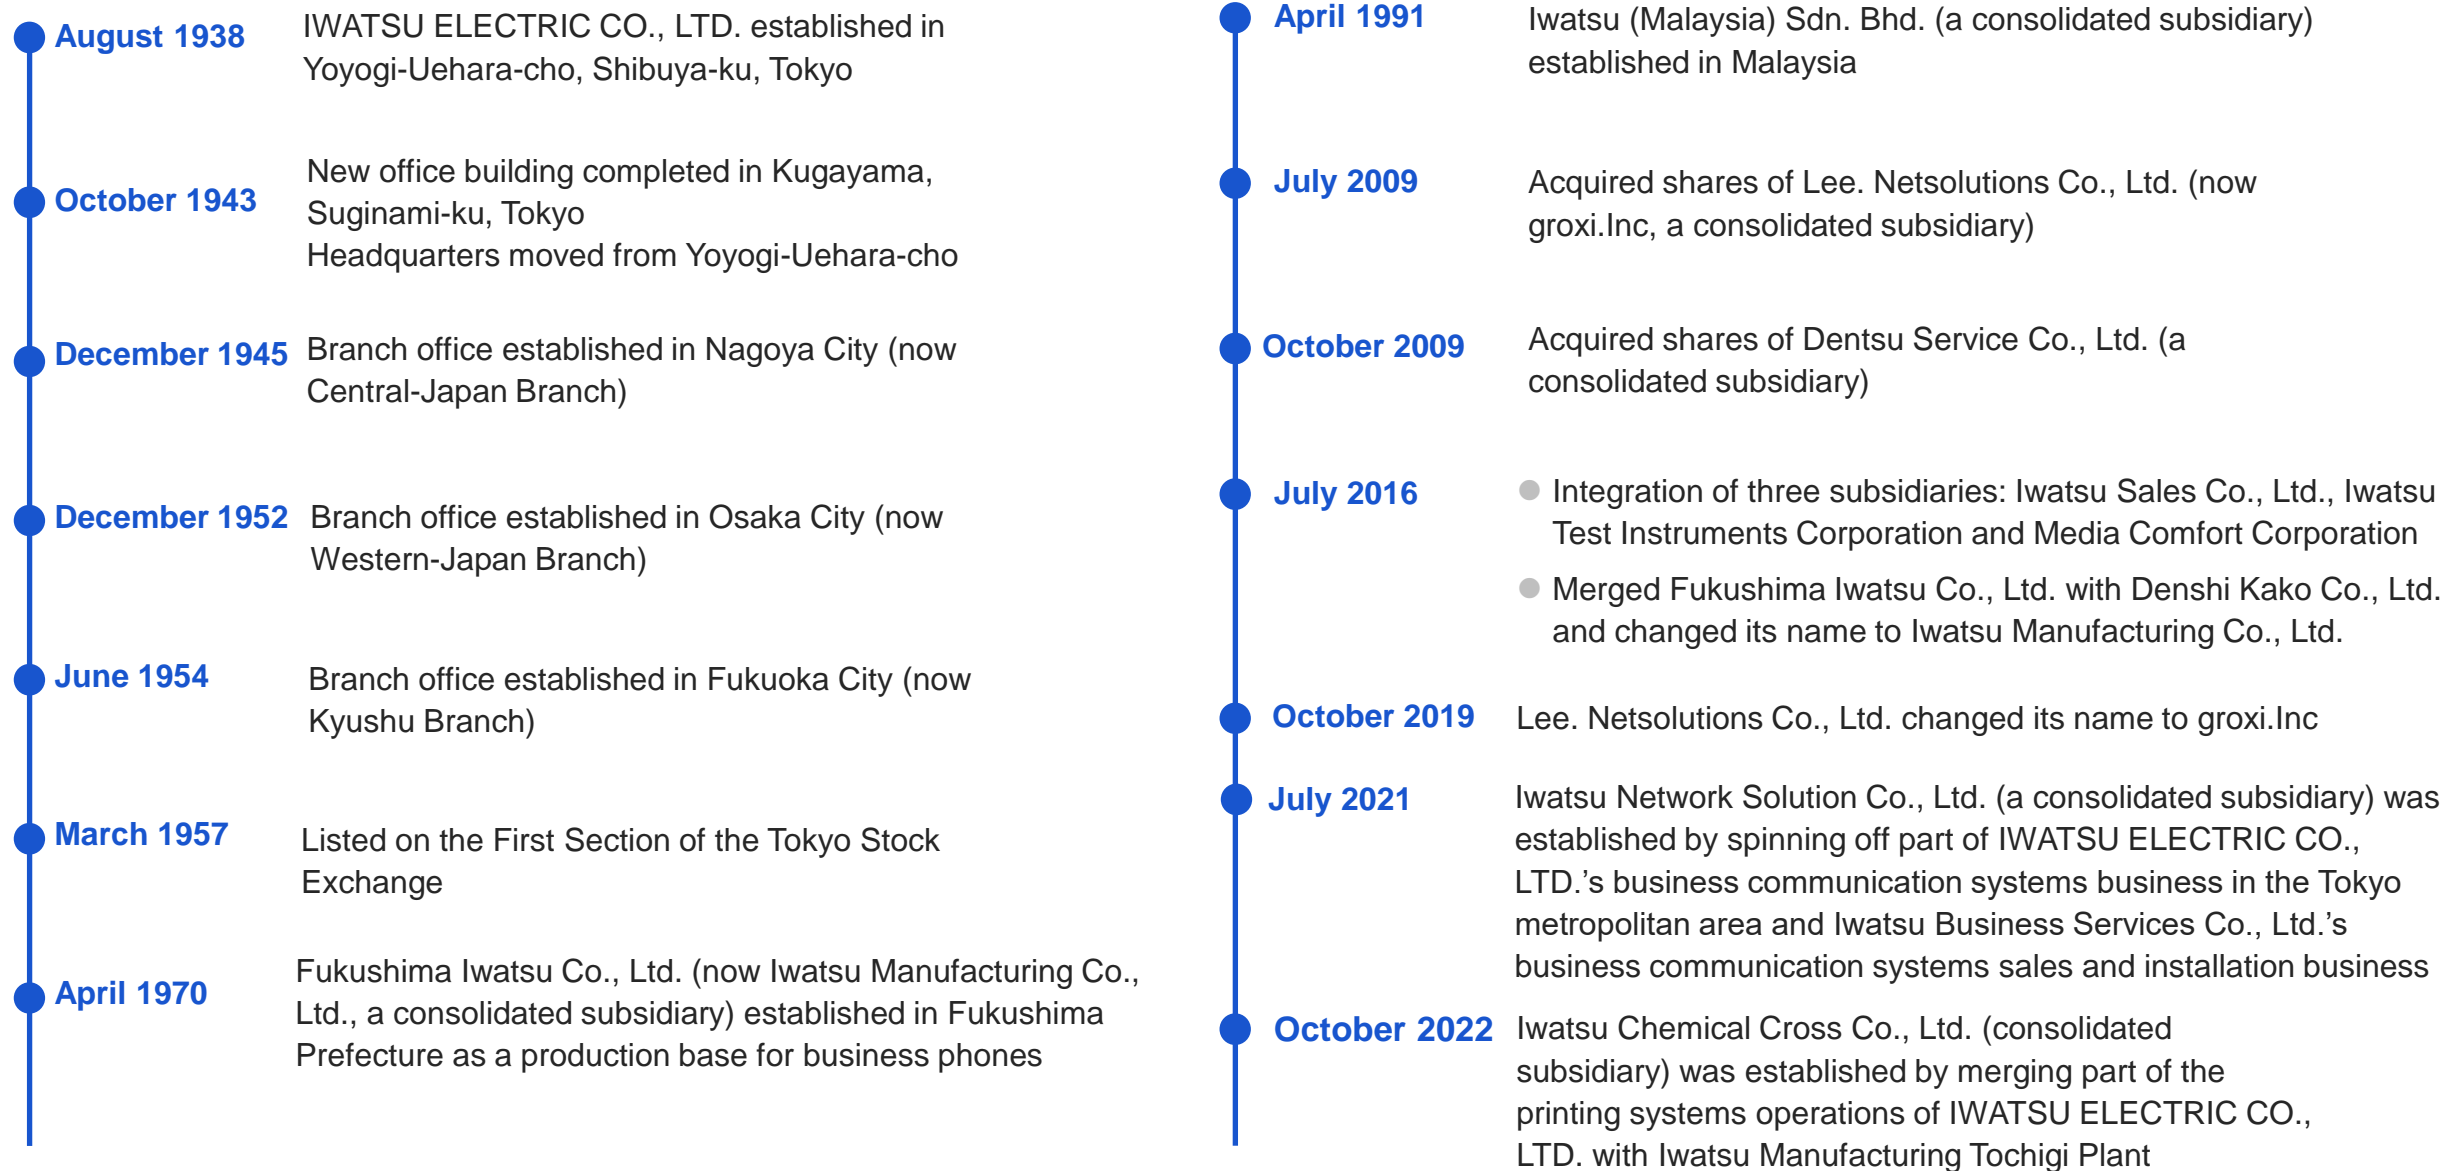 August 1938
IWATSU ELECTRIC CO., LTD. established in
Yoyogi-Uehara-cho, Shibuya-ku, Tokyo
October 1943
New office building completed in Kugayama,
Suginami-ku, Tokyo
Headquarters moved from Yoyogi-Uehara-cho
December 1945
Branch office established in Nagoya City (now
Central-Japan Branch)
December 1952
Branch office established in Osaka City (now
Western-Japan Branch)
June 1954
Branch office established in Fukuoka City (now
Kyushu Branch)
March 1957
Listed on the First Section of the Tokyo Stock
Exchange
April 1970
Fukushima Iwatsu Co., Ltd. (now Iwatsu Manufacturing Co.,
Ltd., a consolidated subsidiary) established in Fukushima
Prefecture as a production base for business phones
April 1991
Iwatsu (Malaysia) Sdn. Bhd. (a consolidated subsidiary)
established in Malaysia
July 2009
Acquired shares of Lee. Netsolutions Co., Ltd. (now
groxi.Inc, a consolidated subsidiary)
October 2009
Acquired shares of Dentsu Service Co., Ltd. (a
consolidated subsidiary)
July 2016
Integration of three subsidiaries: Iwatsu Sales Co., Ltd., Iwatsu
Test Instruments Corporation and Media Comfort Corporation
Merged Fukushima Iwatsu Co., Ltd. with Denshi Kako Co., Ltd.
and changed its name to Iwatsu Manufacturing Co., Ltd.
October 2019
Lee. Netsolutions Co., Ltd. changed its name to groxi.Inc
July 2021
Iwatsu Network Solution Co., Ltd. (a consolidated subsidiary) was
established by spinning off part of IWATSU ELECTRIC CO.,
LTD.’s business communication systems business in the Tokyo
metropolitan area and Iwatsu Business Services Co., Ltd.’s
business communication systems sales and installation business
October 2022
Iwatsu Chemical Cross Co., Ltd. (consolidated
subsidiary) was established by merging part of the
printing systems operations of IWATSU ELECTRIC CO.,
LTD. with Iwatsu Manufacturing Tochigi Plant